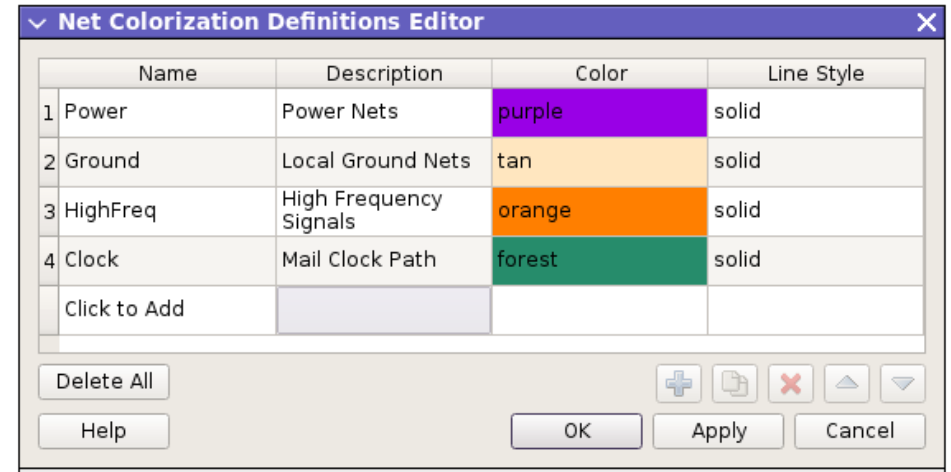 Net Colorization Definitions Editor
Name Description Color Line Style
1 Power Power Nets purple solid
2 Ground Local Ground Nets tan solid
3 HighFreq High Frequency Signals orange solid
4 Clock Mail Clock Path forest solid
Click to Add
Delete All
Help OK Apply Cancel